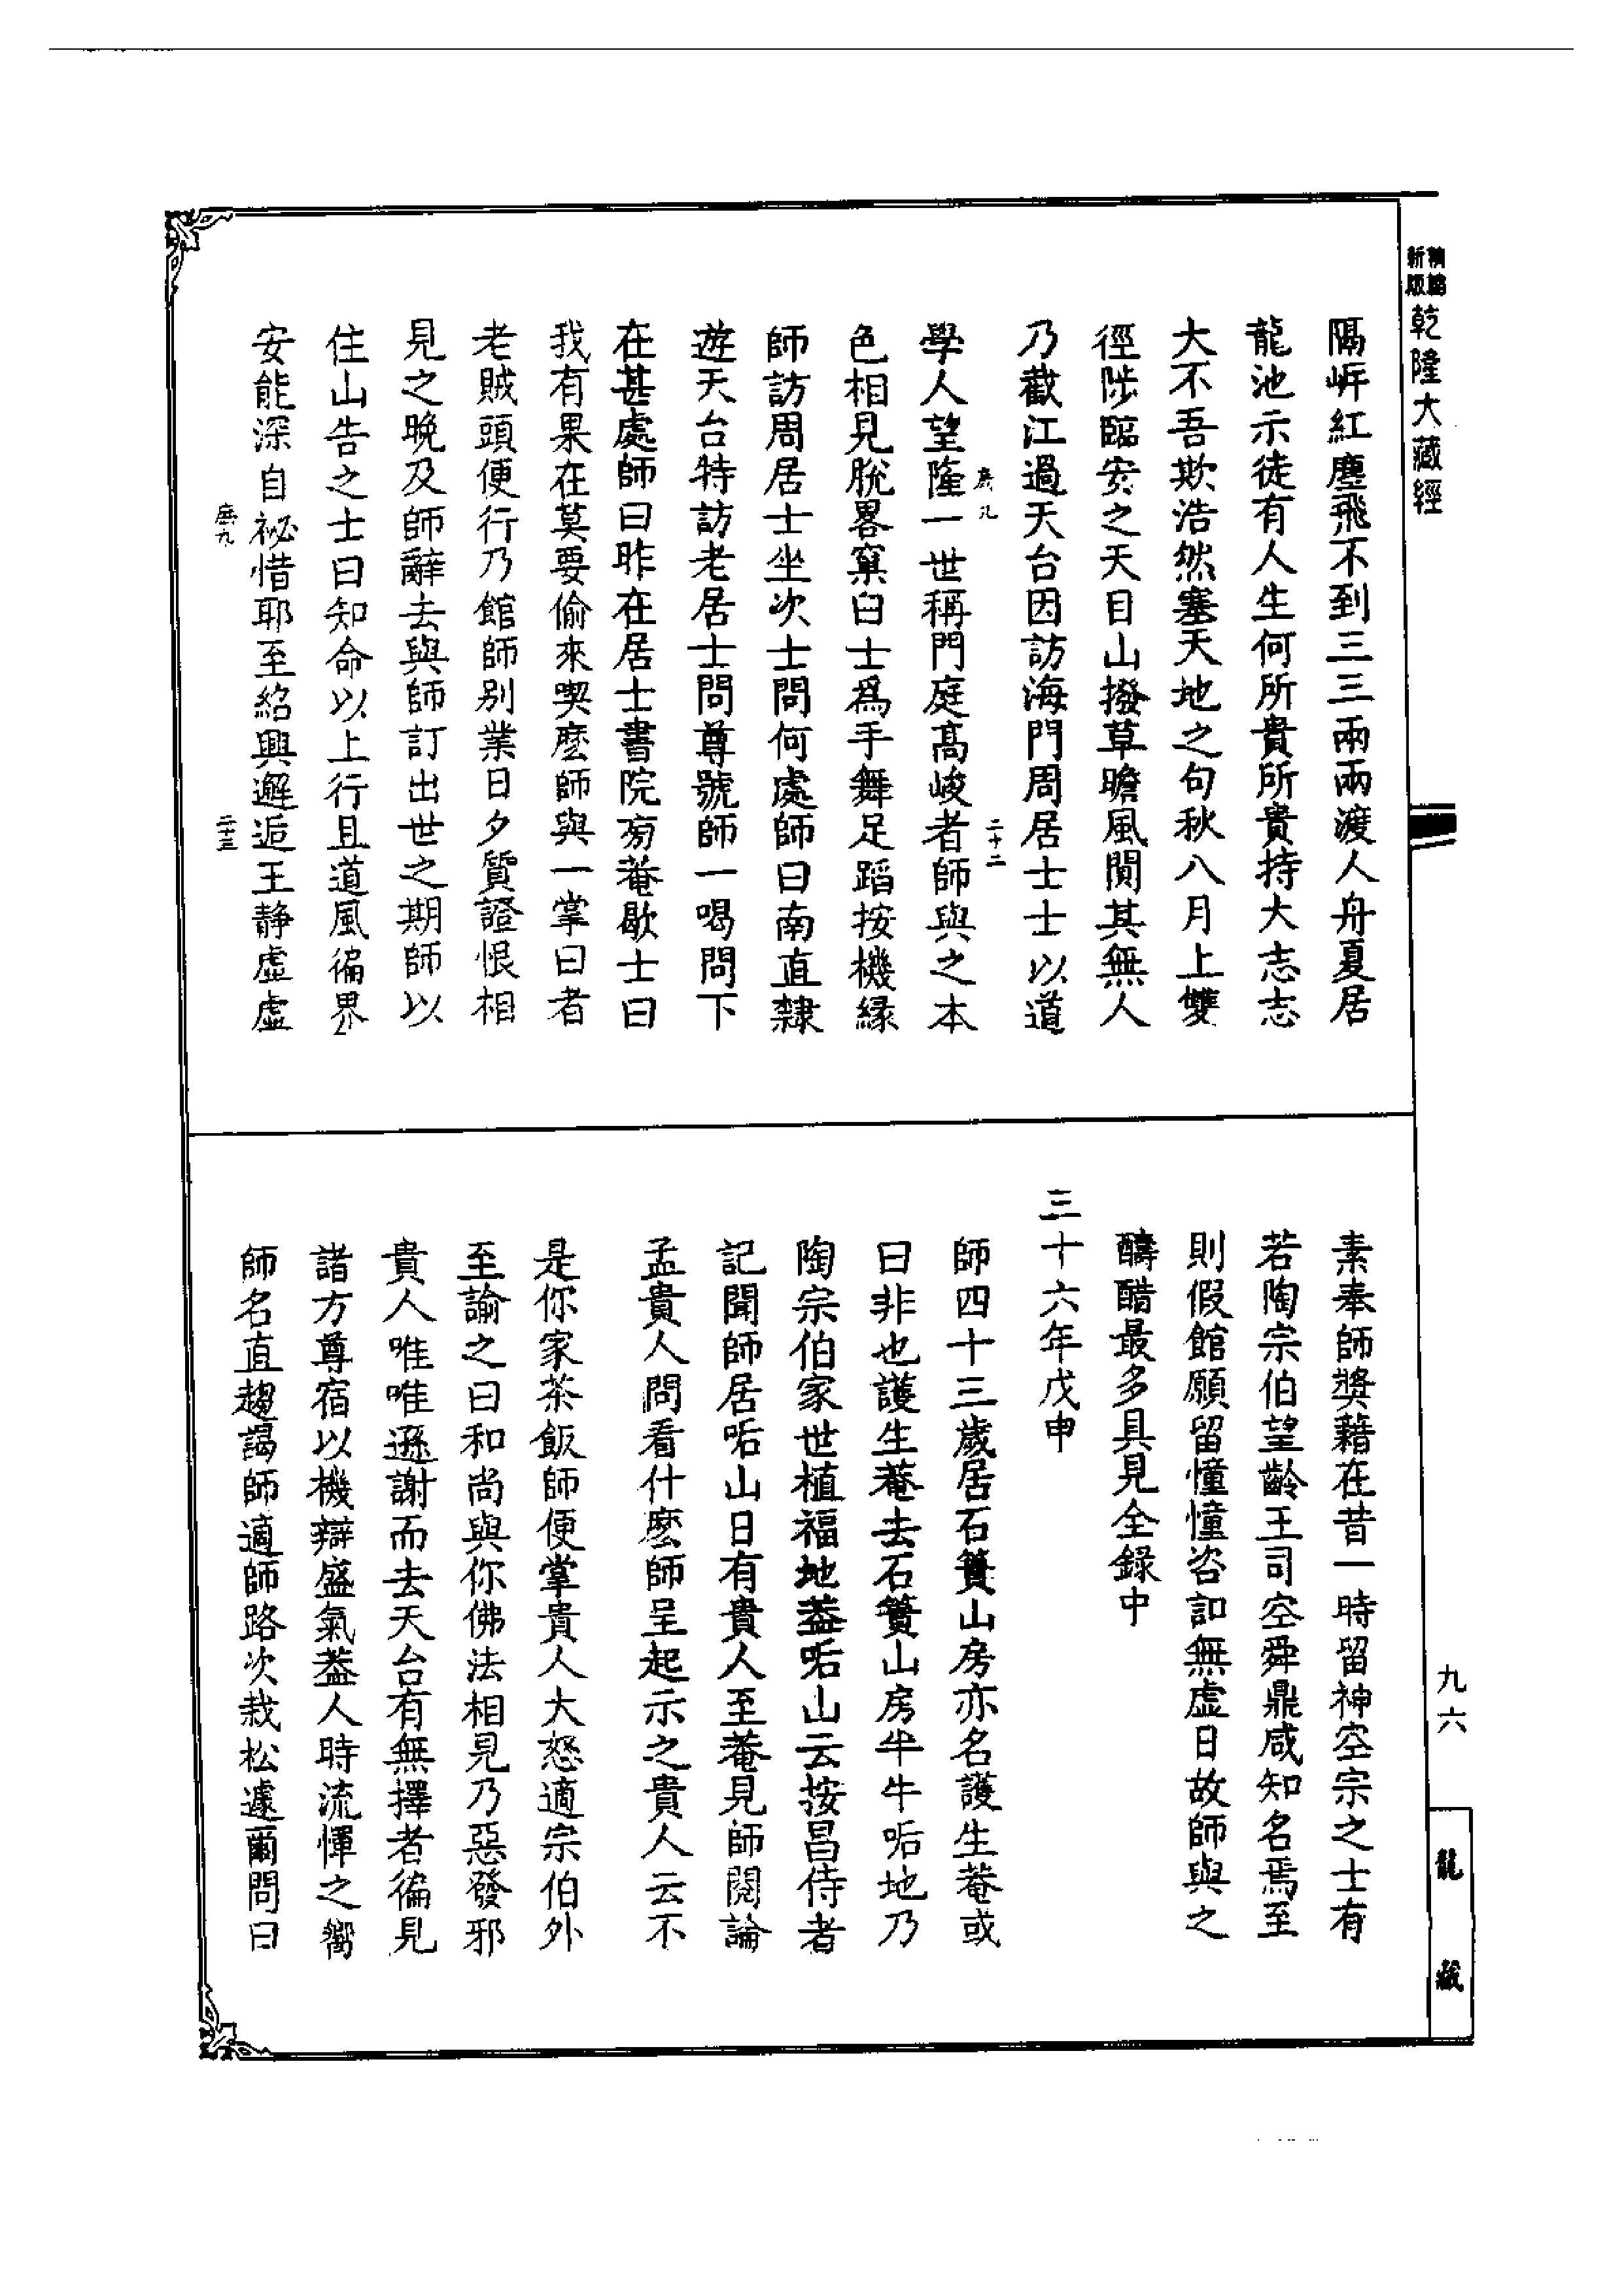 精縮
新版
乾隆大藏經
隔岸紅塵飛不到三三兩兩渡人舟夏居
龍池示徒有人生何所貴所貴持大志志
大不吾欺浩然塞天地之句秋八月上雙
徑陟臨安之天目山撥草瞻風閴其無人
乃截江過天台因訪海門周居士士以道
學人望隆一世稱門庭高峻者師與之本
色相見脫畧窠臼士為手舞足蹈按機緣
師訪周居士坐次士問何處師曰南直隸
遊天台特訪老居士問尊號師一喝問下
在甚處師曰昨在居士書院㫄菴歇士曰
我有果在莫要偷來喫麽師與一掌曰者
老賊頭便行乃館師別業日夕質證恨相
見之晚及師辭去與師訂出世之期師以
住山告之士曰知命以上行且道風徧界
安能深自祕惜耶至紹興邂逅王靜虛虛
二十二
九
二十三
素奉師獎藉在昔一時留神空宗之士有
若陶宗伯望齡王司空舜鼎咸知名焉至
則假館願留憧憧咨訩無虛日故師與之
醻醋最多具見全錄中
三十六年戊申
師四十三歲居石簣山房亦名護生菴或
曰非也護生菴去石簣山房半牛㖃地乃
陶宗伯家世植福地葢㖃山云按昌侍者
記聞師居㖃山日有貴人至菴見師閱論
孟貴人問看什麽師呈起示之貴人云不
是你家茶飯師便掌貴人大怒適宗伯外
至諭之曰和尚與你佛法相見乃惡發邪
貴人唯唯遜謝而去天台有無擇者徧見
諸方尊宿以機辯盛氣葢人時流憚之嚮
師名直趨謁師適師路次栽松遽爾問曰
九六
龍藏